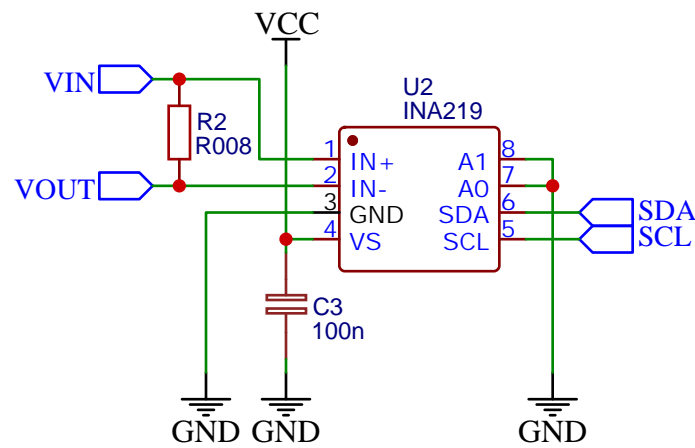 VCC
VIN
U2
INA219
R2
R008
1 IN+ A1 8
VOUT
2 IN- A0 7
3 GND SDA 6 SDA
4 VS SCL 5 SCL
C3
100n
GND GND GND